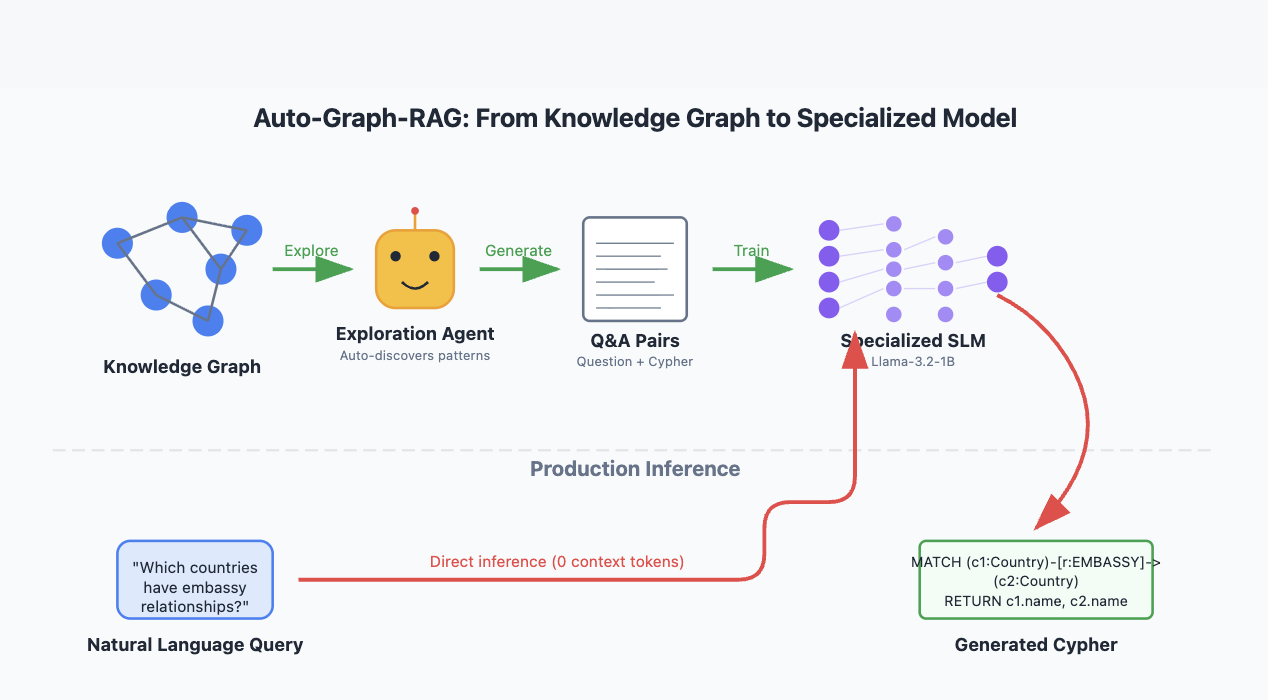 Auto-Graph-RAG: From Knowledge Graph to Specialized Model
Explore
Generate
Train
Knowledge Graph
Exploration Agent
Auto-discovers patterns
Q&A Pairs
Question + Cypher
Specialized SLM
Llama-3.2-1B
Production Inference
"Which countries
have embassy
relationships?"
Natural Language Query
Direct inference (0 context tokens)
MATCH (c1:Country)-[r:EMBASSY]->
(c2:Country)
RETURN c1.name, c2.name
Generated Cypher